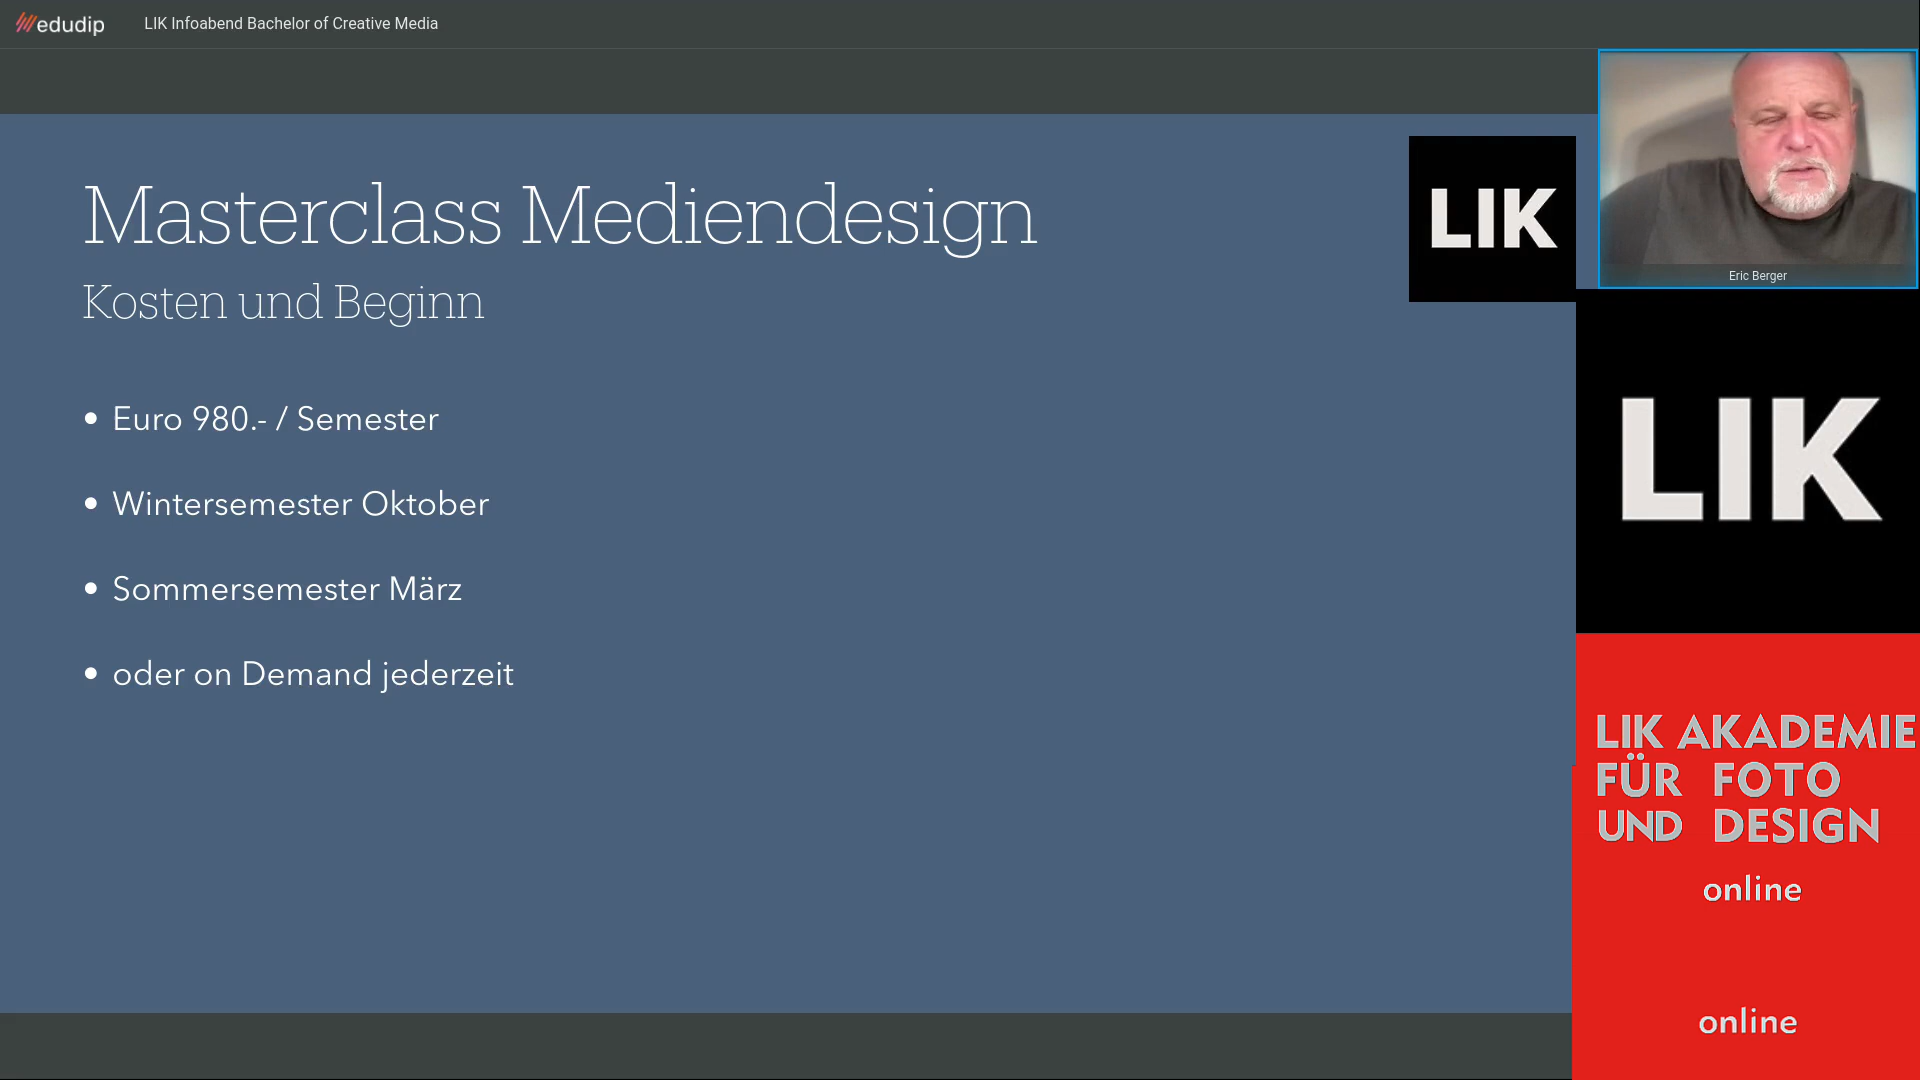 edudip
LIK Infoabend Bachelor of Creative Media
Masterclass Mediendesign
Kosten und Beginn
• Euro 980.- / Semester
• Wintersemester Oktober
• Sommersemester März
• oder on Demand jederzeit
LIK
Eric Berger
LIK
LIK AKADEMIE
FÜR FOTO
UND DESIGN
online
online